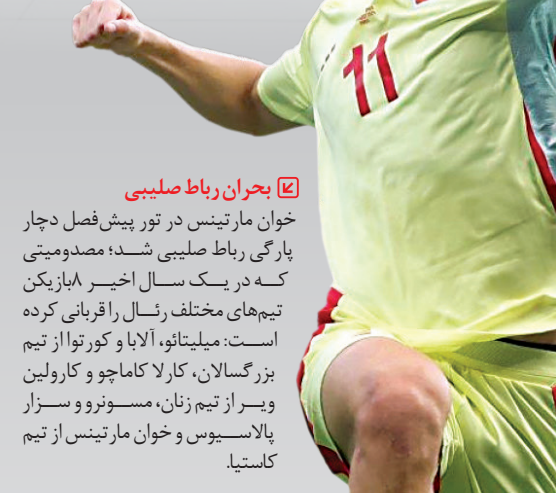 11
بحران رباط صلیبی
خوان مارتینس در تور پیش‌فصل دچار
پارگی رباط صلیبی شد؛ مصدومیتی
که در یک سال اخیر ۸بازیکن
تیم‌های مختلف رئال را قربانی کرده
است: میلیتائو، آلابا و کورتوا از تیم
بزرگسالان، کارلا کاماچو و کارولین
ویر از تیم زنان، مسونرو و سزار
پالاسیوس و خوان مارتینس از تیم
کاستیا.